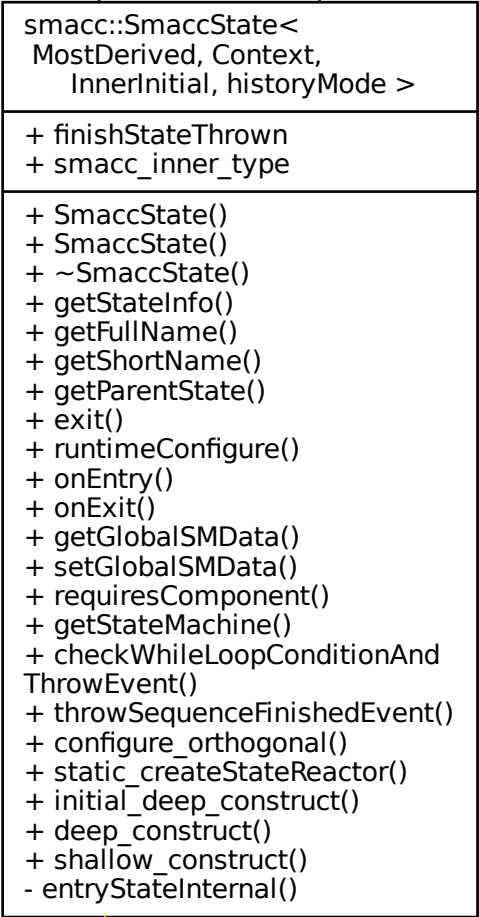 smacc::SmaccState<
MostDerived, Context,
InnerInitial, historyMode >
+ finishStateThrown
+ smacc_inner_type
+ SmaccState()
+ SmaccState()
+ ~SmaccState()
+ getStateInfo()
+ getFullName()
+ getShortName()
+ getParentState()
+ exit()
+ runtimeConfigure()
+ onEntry()
+ onExit()
+ getGlobalSMData()
+ setGlobalSMData()
+ requiresComponent()
+ getStateMachine()
+ checkWhileLoopConditionAnd
ThrowEvent()
+ throwSequenceFinishedEvent()
+ configure_orthogonal()
+ static_createStateReactor()
+ initial_deep_construct()
+ deep_construct()
+ shallow_construct()
- entryStateInternal()